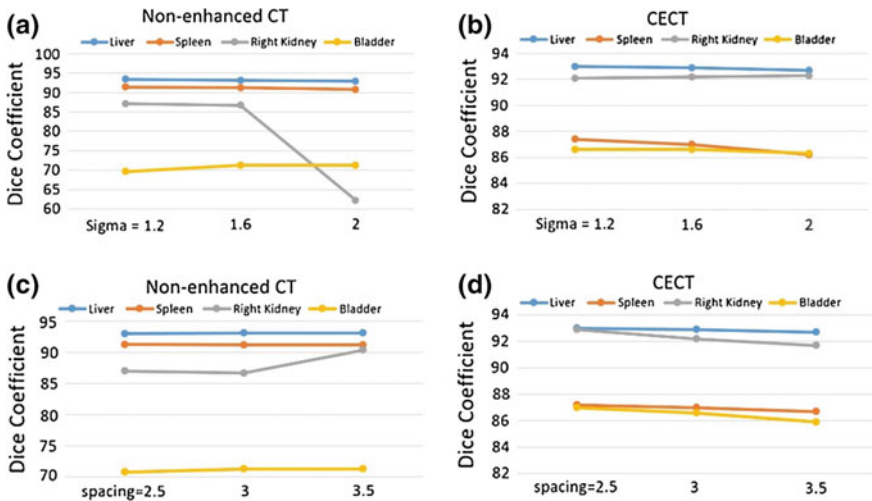 (a)
Non-enhanced CT
Liver Spleen Right Kidney Bladder
Dice Coefficient
100
95
90
85
80
75
70
65
60
Sigma = 1.2 1.6 2
(b)
CECT
Liver Spleen Right Kidney Bladder
Dice Coefficient
94
92
90
88
86
84
82
Sigma = 1.2 1.6 2
(c)
Non-enhanced CT
Liver Spleen Right Kidney Bladder
Dice Coefficient
95
90
85
80
75
70
spacing=2.5 3 3.5
(d)
CECT
Liver Spleen Right Kidney Bladder
Dice Coefficient
94
92
90
88
86
84
82
spacing=2.5 3 3.5